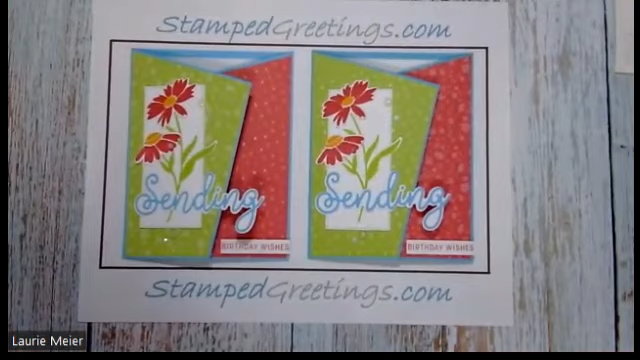 StampedGreetings.com
Sending Sending
BIRTHDAY WISHES BIRTHDAY WISHES
StampedGreetings.com
Laurie Meier